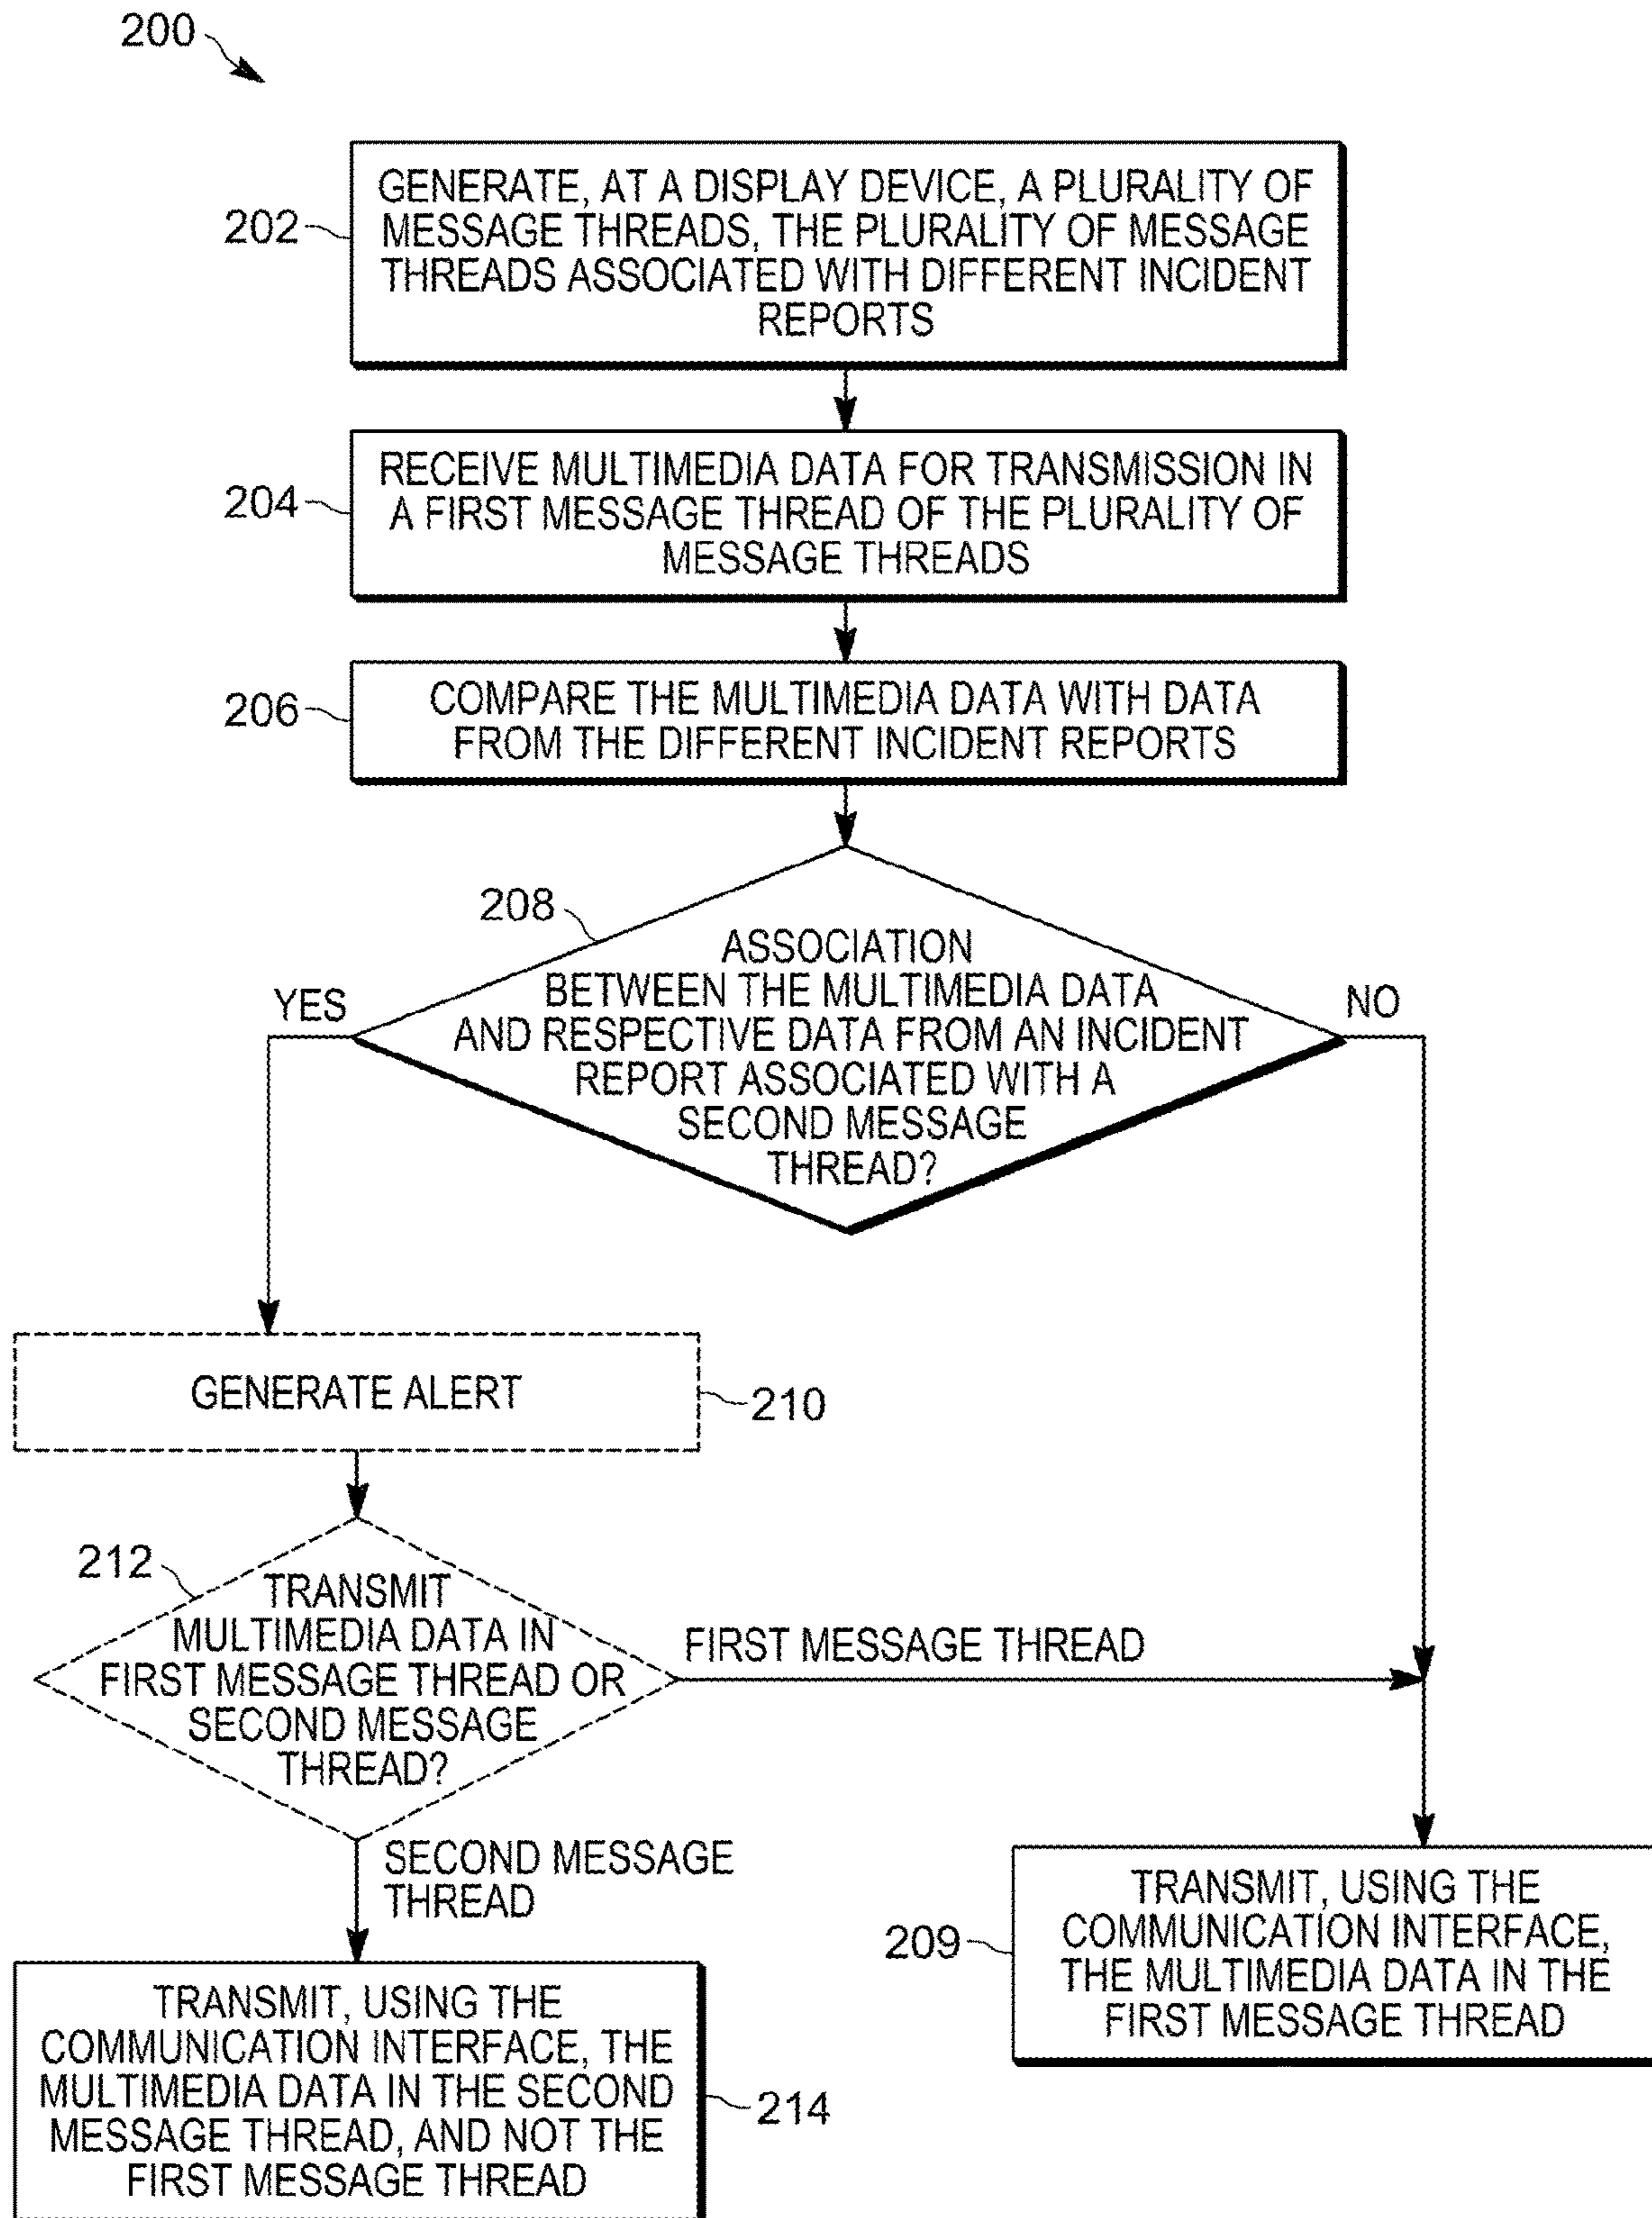 200
202
GENERATE, AT A DISPLAY DEVICE, A PLURALITY OF
MESSAGE THREADS, THE PLURALITY OF MESSAGE
THREADS ASSOCIATED WITH DIFFERENT INCIDENT
REPORTS
204
RECEIVE MULTIMEDIA DATA FOR TRANSMISSION IN
A FIRST MESSAGE THREAD OF THE PLURALITY OF
MESSAGE THREADS
206
COMPARE THE MULTIMEDIA DATA WITH DATA
FROM THE DIFFERENT INCIDENT REPORTS
208
ASSOCIATION
BETWEEN THE MULTIMEDIA DATA
AND RESPECTIVE DATA FROM AN INCIDENT
REPORT ASSOCIATED WITH A
SECOND MESSAGE
THREAD?
YES
NO
GENERATE ALERT
210
212
TRANSMIT
MULTIMEDIA DATA IN
FIRST MESSAGE THREAD OR
SECOND MESSAGE
THREAD?
FIRST MESSAGE THREAD
SECOND MESSAGE
THREAD
209
TRANSMIT, USING THE
COMMUNICATION INTERFACE,
THE MULTIMEDIA DATA IN THE
FIRST MESSAGE THREAD
TRANSMIT, USING THE
COMMUNICATION INTERFACE, THE
MULTIMEDIA DATA IN THE SECOND
MESSAGE THREAD, AND NOT THE
FIRST MESSAGE THREAD
214